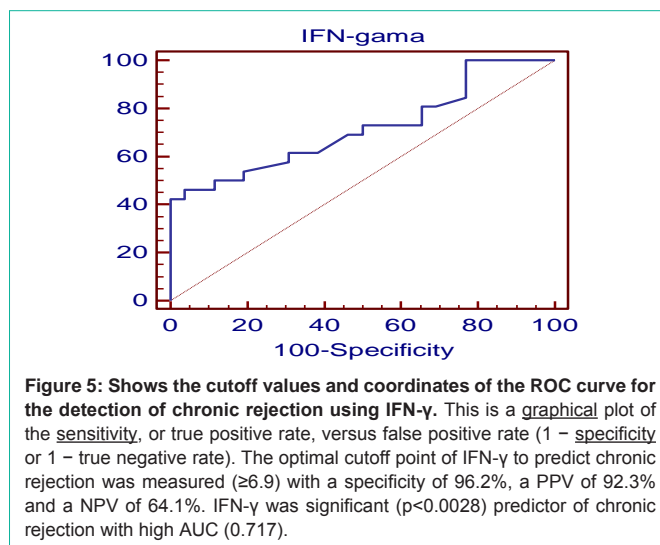 IFN-gama
100
80
60
40
20
0
0 20 40 60 80 100
100-Specificity
Figure 5: Shows the cutoff values and coordinates of the ROC curve for
the detection of chronic rejection using IFN-γ. This is a graphical plot of
the sensitivity, or true positive rate, versus false positive rate (1 − specificity
or 1 − true negative rate). The optimal cutoff point of IFN-γ to predict chronic
rejection was measured (≥6.9) with a specificity of 96.2%, a PPV of 92.3%
and a NPV of 64.1%. IFN-γ was significant (p<0.0028) predictor of chronic
rejection with high AUC (0.717).